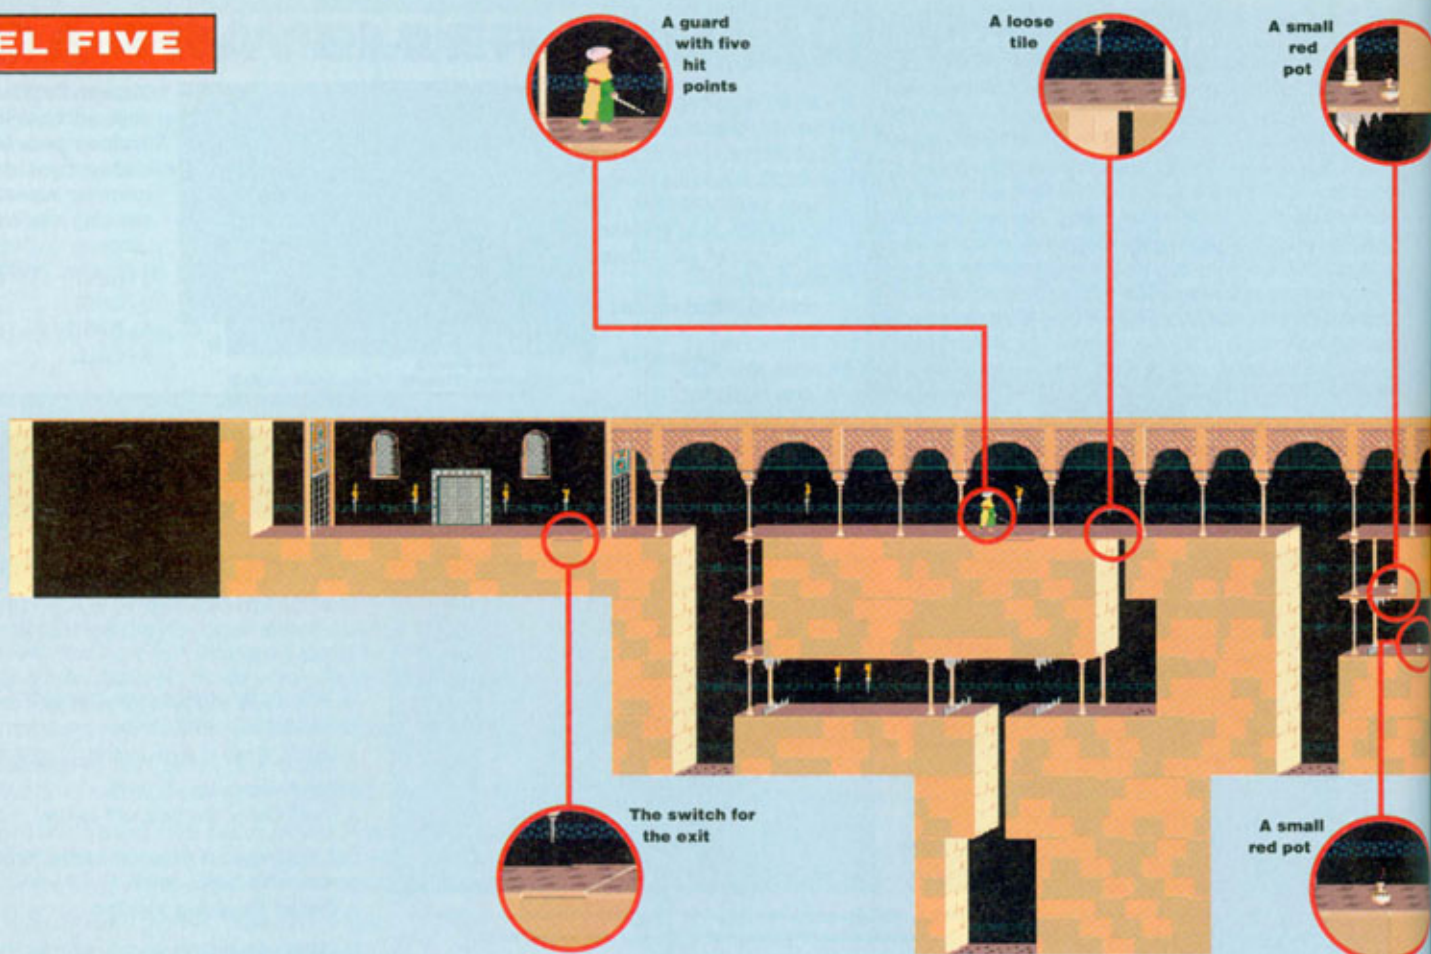 EL FIVE
A guard
with five
hit
points
A loose
tile
A small
red
pot
The switch for
the exit
A small
red pot